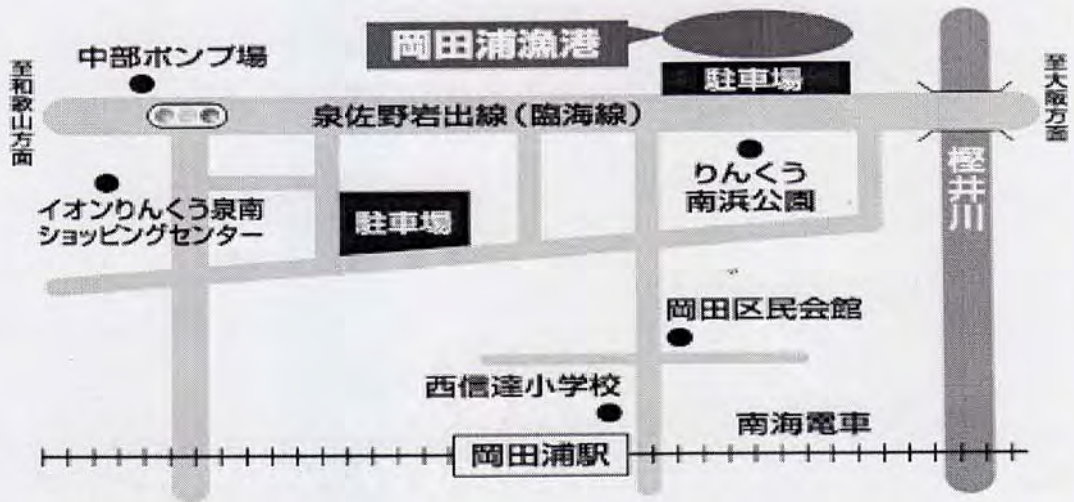 岡田浦漁港
中部ポンプ場
駐車場
至和歌山方面
至大阪方面
泉佐野岩出線(臨海線)
りんくう
南浜公園
樫井川
イオンりんくう泉南
ショッピングセンター
駐車場
岡田区民会館
西信達小学校
南海電車
岡田浦駅